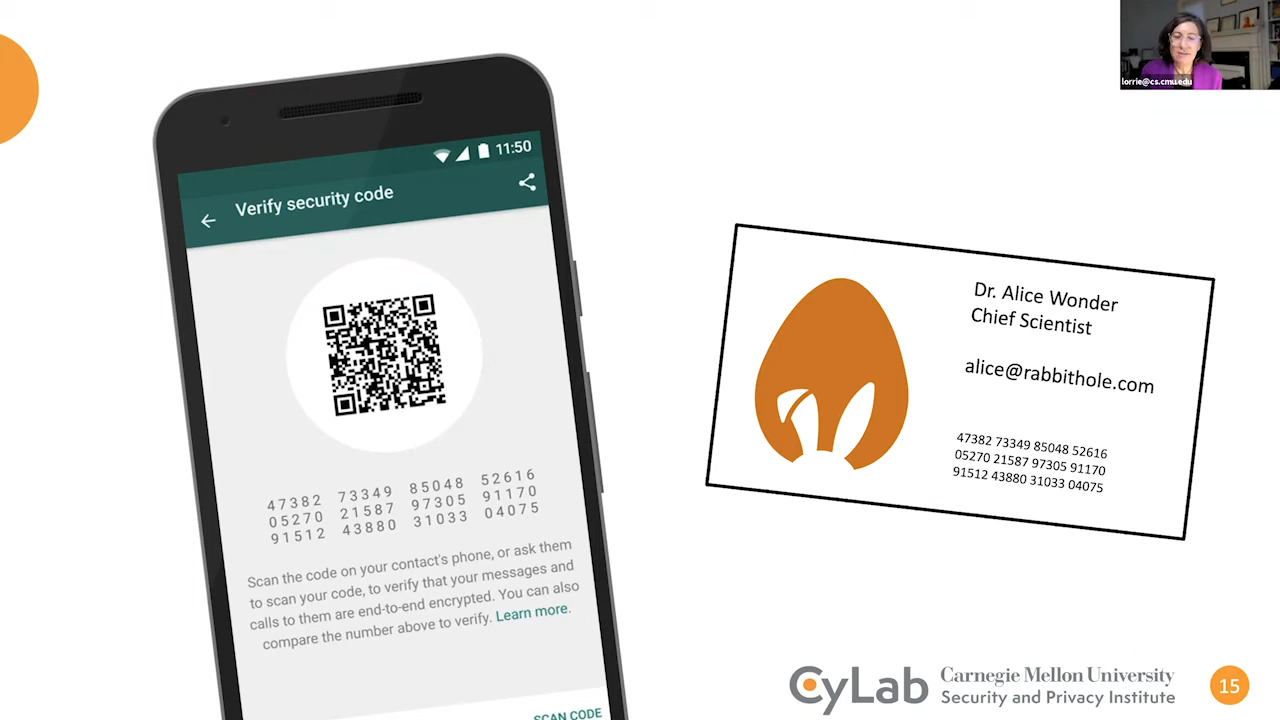 lorrie@cs.cmu.edu
11:50
Verify security code
47382 73349 85048 52616
05270 21587 97305 91170
91512 43880 31033 04075
Scan the code on your contact's phone, or ask them
to scan your code, to verify that your messages and
calls to them are end-to-end encrypted. You can also
compare the number above to verify. Learn more.
SCAN CODE
Dr. Alice Wonder
Chief Scientist
alice@rabbithole.com
47382 73349 85048 52616
05270 21587 97305 91170
91512 43880 31033 04075
CyLab
Carnegie Mellon University
Security and Privacy Institute
15